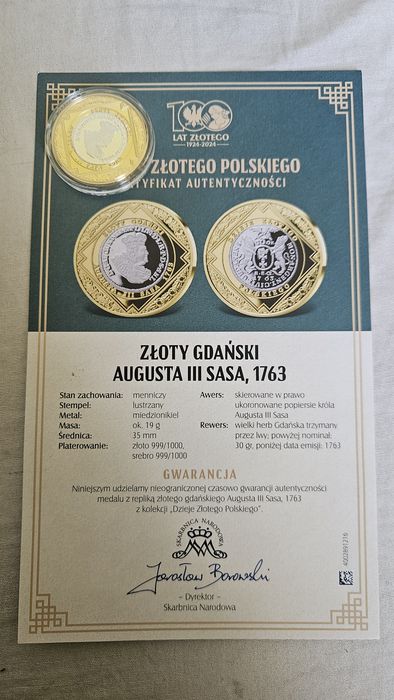 100
LAT ZŁOTEGO
1924-2024
ZŁOTEGO POLSKIEGO
CERTYFIKAT AUTENTYCZNOŚCI
ZŁOTY GDAŃSKI
AUGUSTA III SASA, 1763
Stan zachowania: menniczy
Stempel: lustrzany
Metal: miedzionikiel
Masa: ok. 19 g
Średnica: 35 mm
Platerowanie: złoto 999/1000,
srebro 999/1000
Awers: skierowane w prawo
ukoronowane popiersie króla
Augusta III Sasa
Rewers: wielki herb Gdańska trzymany
przez lwy; powyżej nominał:
30 gr, poniżej data emisji: 1763
GWARANCJA
Niniejszym udzielamy nieograniczonej czasowo gwarancji autentyczności
medalu z repliką złotego gdańskiego Augusta III Sasa, 1763
z kolekcji „Dzieje Złotego Polskiego".
SKARBNICA NARODOWA
Jarosław Borowski
– Dyrektor –
Skarbnica Narodowa
4002891216